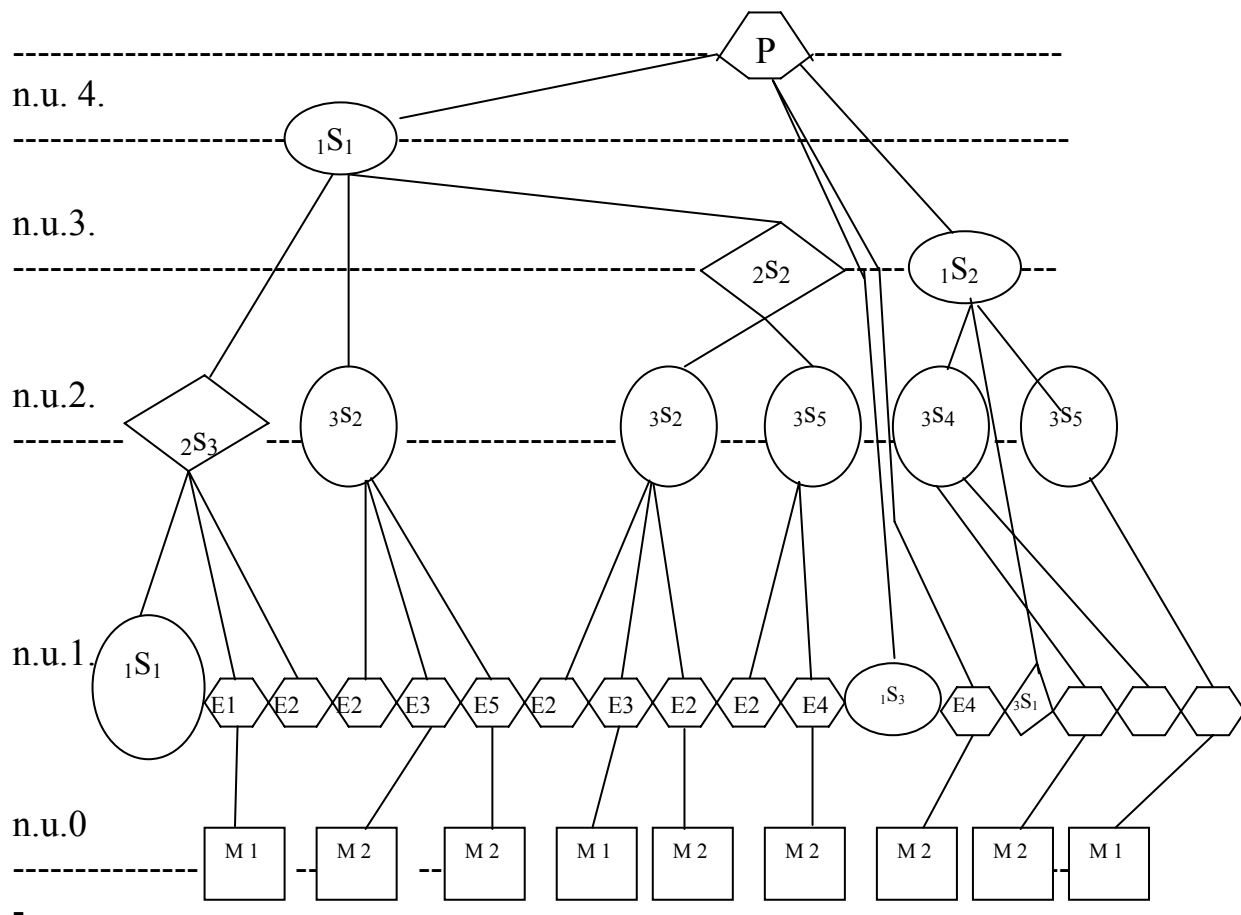 P
n.u. 4.
₁S₁
n.u.3.
₂S₂ ₁S₂
n.u.2.
₂S₃ ₃S₂ ₃S₂ ₃S₅ ₃S₄ ₃S₅
n.u.1. ₁S₁ E1 E2 E2 E3 E5 E2 E3 E2 E2 E4 ₁S₃ E4 ₃S₁
n.u.0
M 1 M 2 M 2 M 1 M 2 M 2 M 2 M 2 M 1